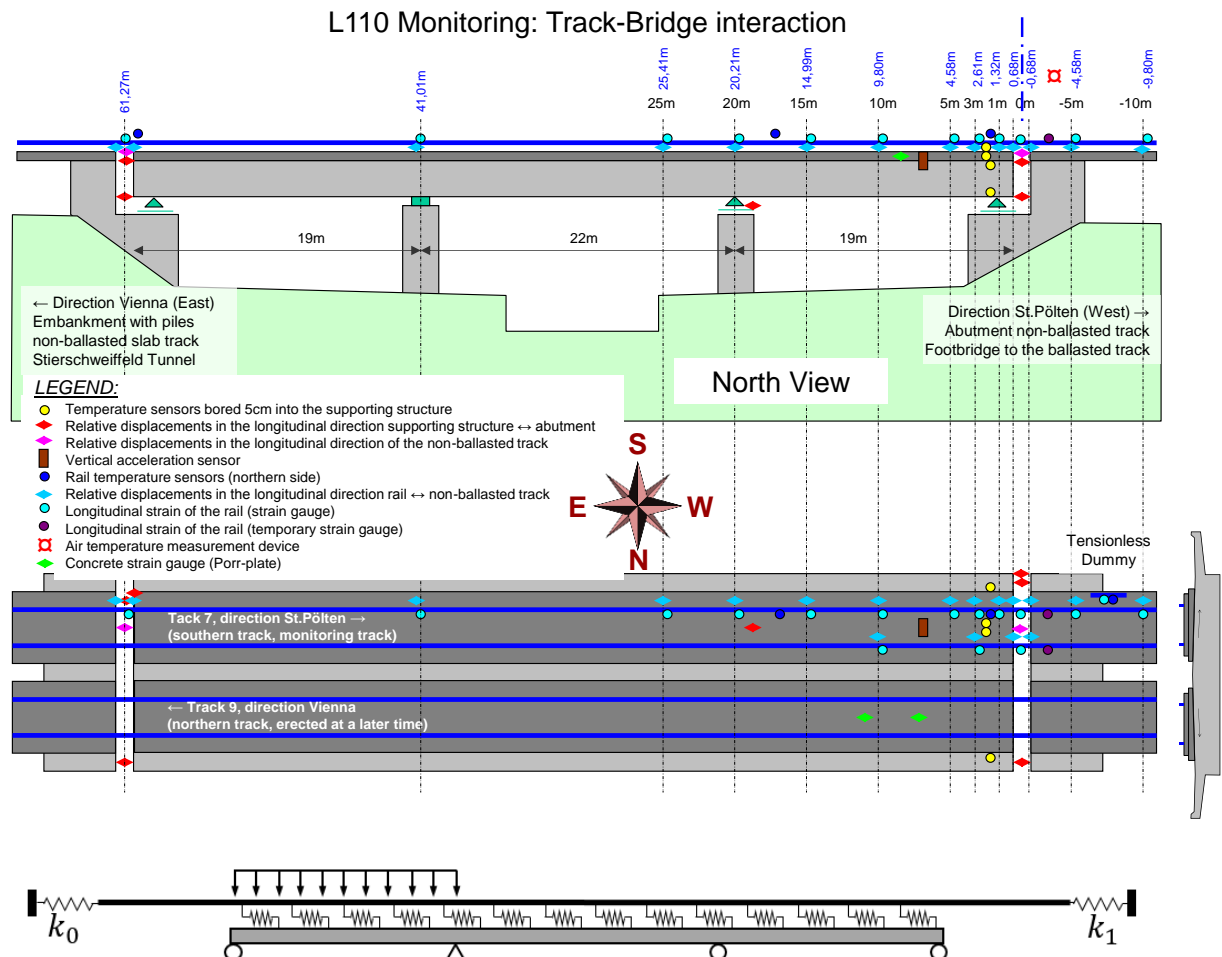 L110 Monitoring: Track-Bridge interaction
61,27m
41,01m
25,41m
20,21m
14,99m
9,80m
4,58m
2,61m
1,32m
0,68m
-0,68m
-4,58m
-9,80m
25m 20m 15m 10m 5m 3m 1m 0m -5m -10m
19m 22m 19m
← Direction Vienna (East)
Embankment with piles
non-ballasted slab track
Stierschweiffeld Tunnel
Direction St.Pölten (West) →
Abutment non-ballasted track
Footbridge to the ballasted track
North View
LEGEND:
Temperature sensors bored 5cm into the supporting structure
Relative displacements in the longitudinal direction supporting structure ↔ abutment
Relative displacements in the longitudinal direction of the non-ballasted track
Vertical acceleration sensor
Rail temperature sensors (northern side)
Relative displacements in the longitudinal direction rail ↔ non-ballasted track
Longitudinal strain of the rail (strain gauge)
Longitudinal strain of the rail (temporary strain gauge)
Air temperature measurement device
Concrete strain gauge (Porr-plate)
S
E W
N
Tensionless
Dummy
Tack 7, direction St.Pölten →
(southern track, monitoring track)
← Track 9, direction Vienna
(northern track, erected at a later time)
k₀ k₁